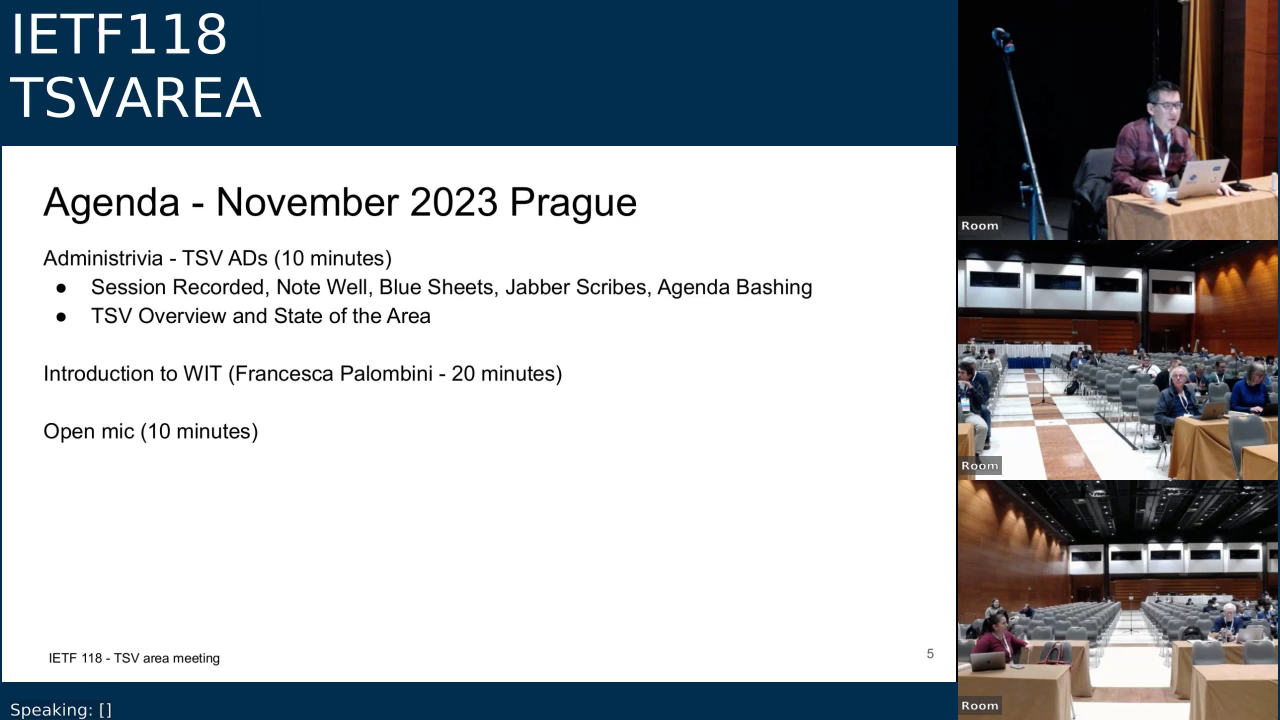 IETF118
TSVAREA
Agenda - November 2023 Prague
Administrivia - TSV ADs (10 minutes)
● Session Recorded, Note Well, Blue Sheets, Jabber Scribes, Agenda Bashing
● TSV Overview and State of the Area
Introduction to WIT (Francesca Palombini - 20 minutes)
Open mic (10 minutes)
IETF 118 - TSV area meeting
5
Speaking: []
Room
Room
Room